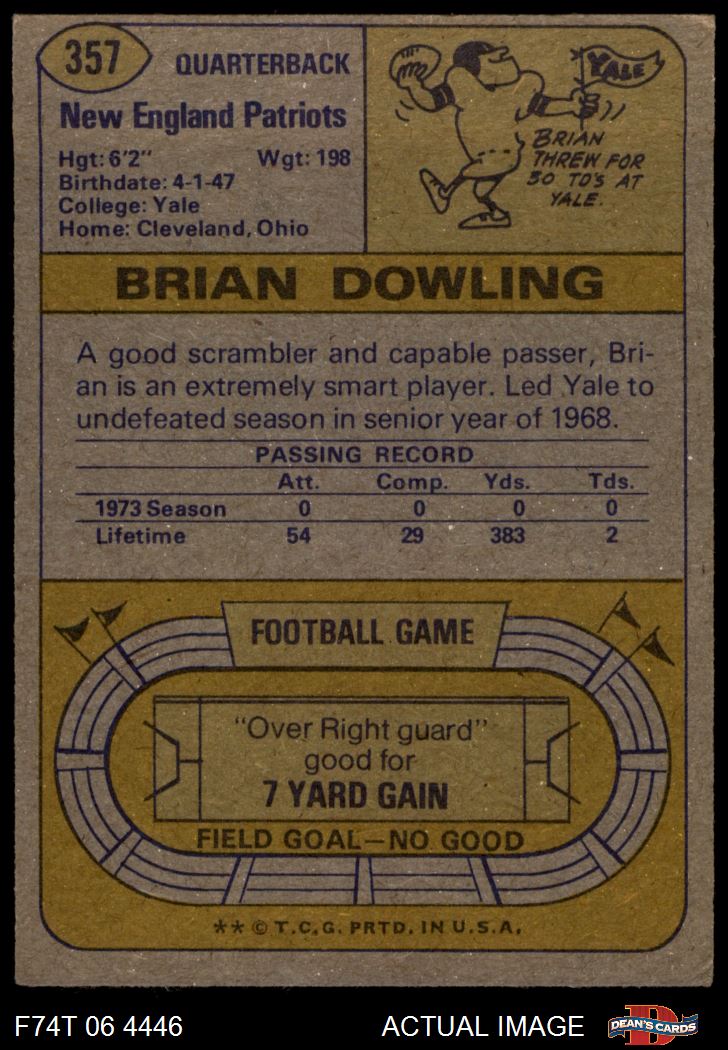 357
QUARTERBACK
New England Patriots
Hgt: 6'2" Wgt: 198
Birthdate: 4-1-47
College: Yale
Home: Cleveland, Ohio
YALE
BRIAN
THREW FOR
30 TD'S AT
YALE.
BRIAN DOWLING
A good scrambler and capable passer, Bri-
an is an extremely smart player. Led Yale to
undefeated season in senior year of 1968.
PASSING RECORD
Att. Comp. Yds. Tds.
1973 Season 0 0 0 0
Lifetime 54 29 383 2
FOOTBALL GAME
"Over Right guard"
good for
7 YARD GAIN
FIELD GOAL—NO GOOD
** © T.C.G. PRTD. IN U.S.A.
F74T 06 4446 ACTUAL IMAGE
D
DEAN'S CARDS